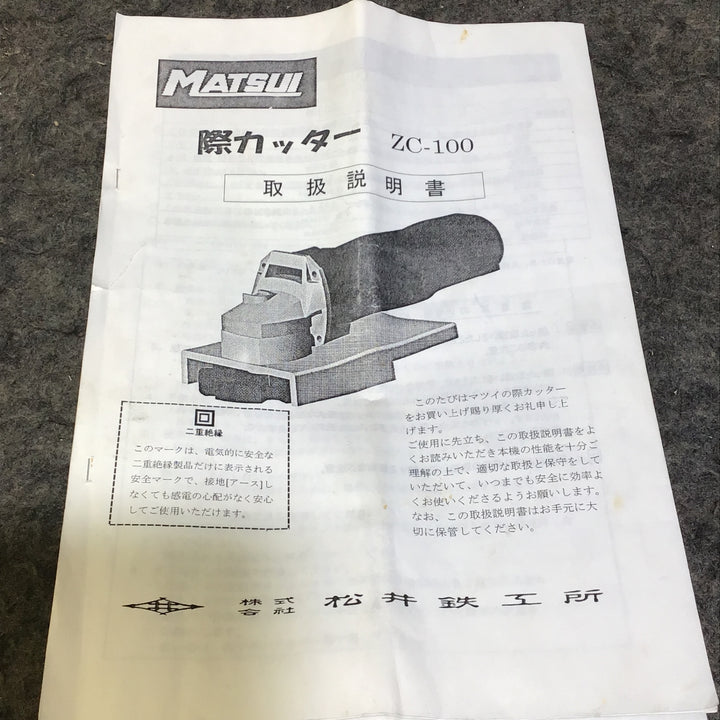 MATSUI
際カッター ZC-100
取扱説明書
二重絶縁
このマークは、電気的に安全な
二重絶縁製品だけに表示される
安全マークで、接地[アース]し
なくても感電の心配がなく安心
してご使用いただけます。
このたびはマツイの際カッター
をお買い上げ賜り厚くお礼申し上
げます。
ご使用に先立ち、この取扱説明書をよ
くお読みいただき本機の性能を十分ご
理解の上で、適切な取扱と保守をして
いただいて、いつまでも安全に効率よ
くお使いくださるようお願いします。
なお、この取扱説明書はお手元に大
切に保管してください。
株式会社 松井鉄工所